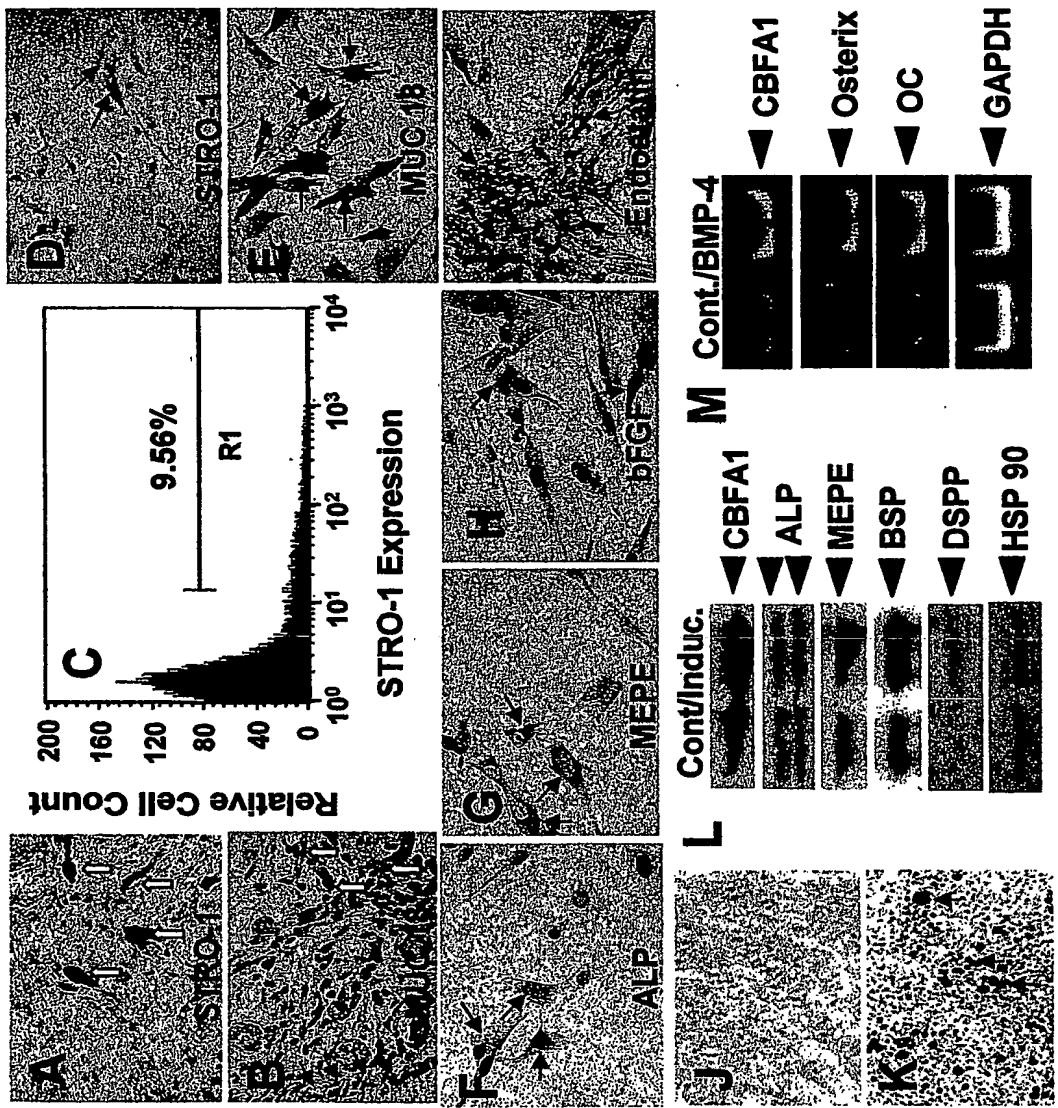 A
STRO-1
B
C
Relative Cell Count
200
160
120
80
40
0
9.56%
R1
10⁰
10¹
10²
10³
10⁴
STRO-1 Expression
D
STRO-1
E
MUC 18
F
ALP
G
MEPE
H
bFGF
Endostatin
J
K
L
Cont/Induc.
CBFA1
ALP
MEPE
BSP
DSPP
HSP 90
M
Cont./BMP-4
CBFA1
Osterix
OC
GAPDH